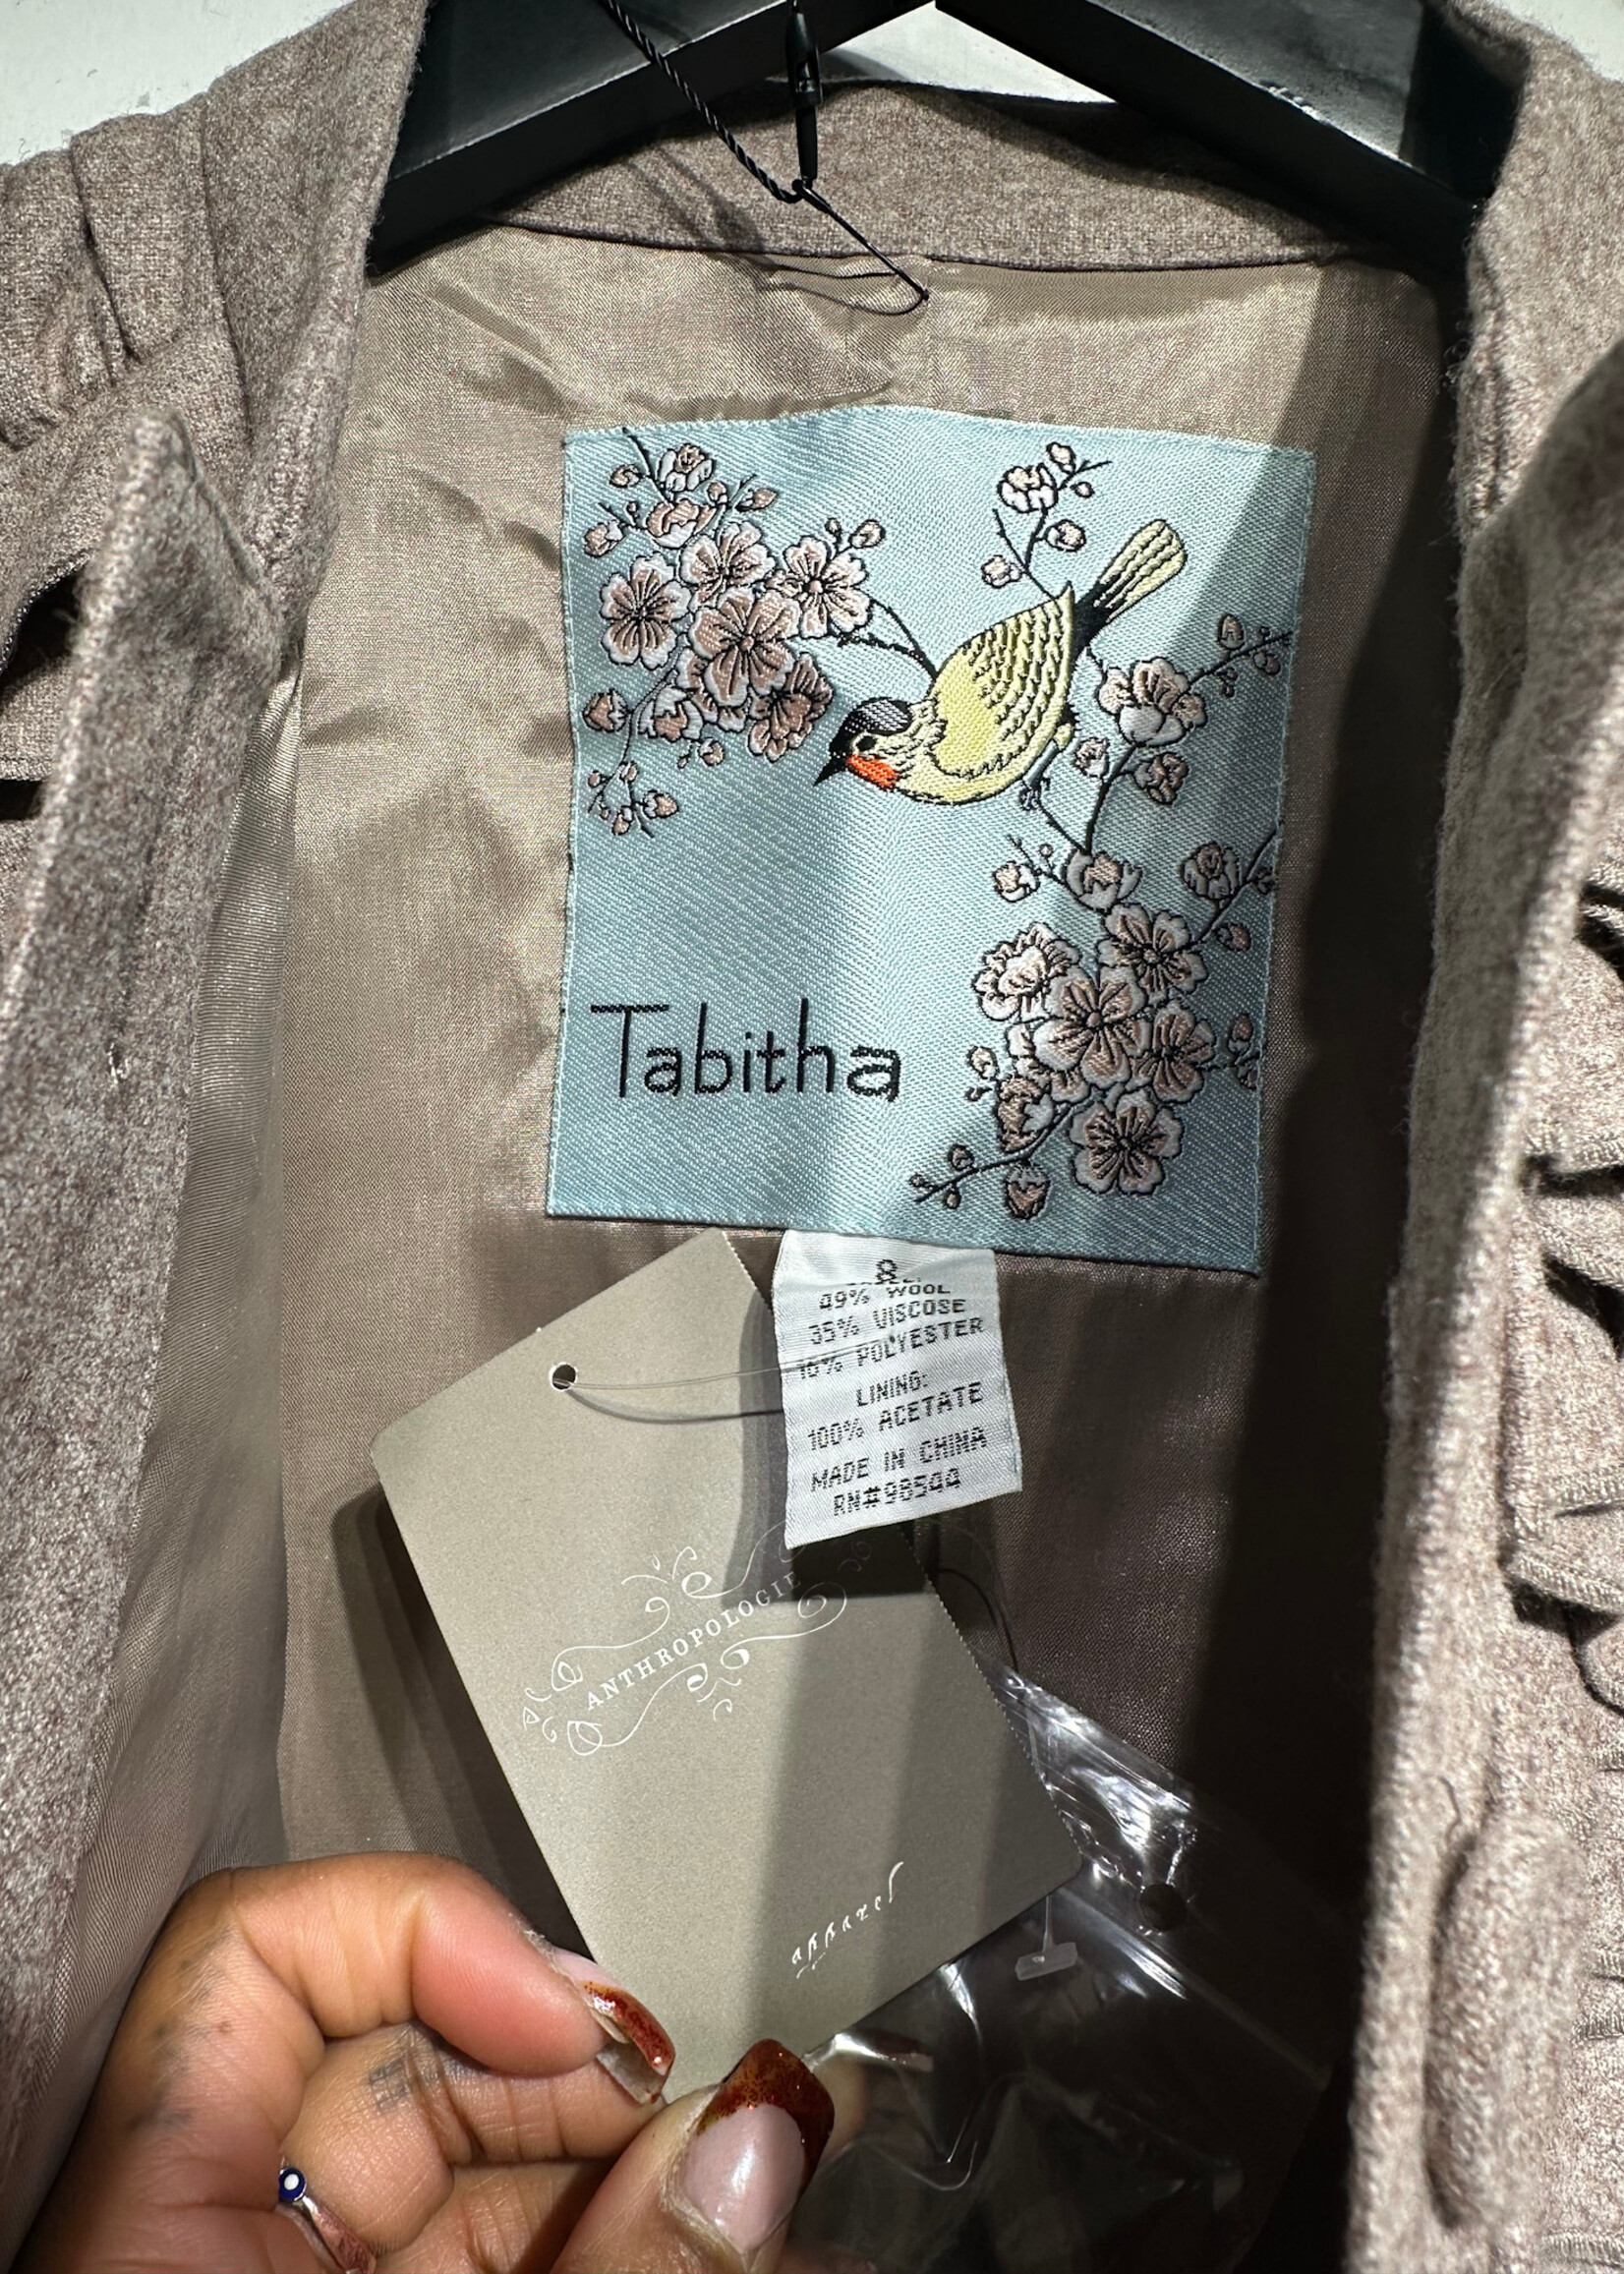 Tabitha
8
49% WOOL
35% VISCOSE
16% POLYESTER
LINING:
100% ACETATE
MADE IN CHINA
RN#98544
ANTHROPOLOGIE
apparel